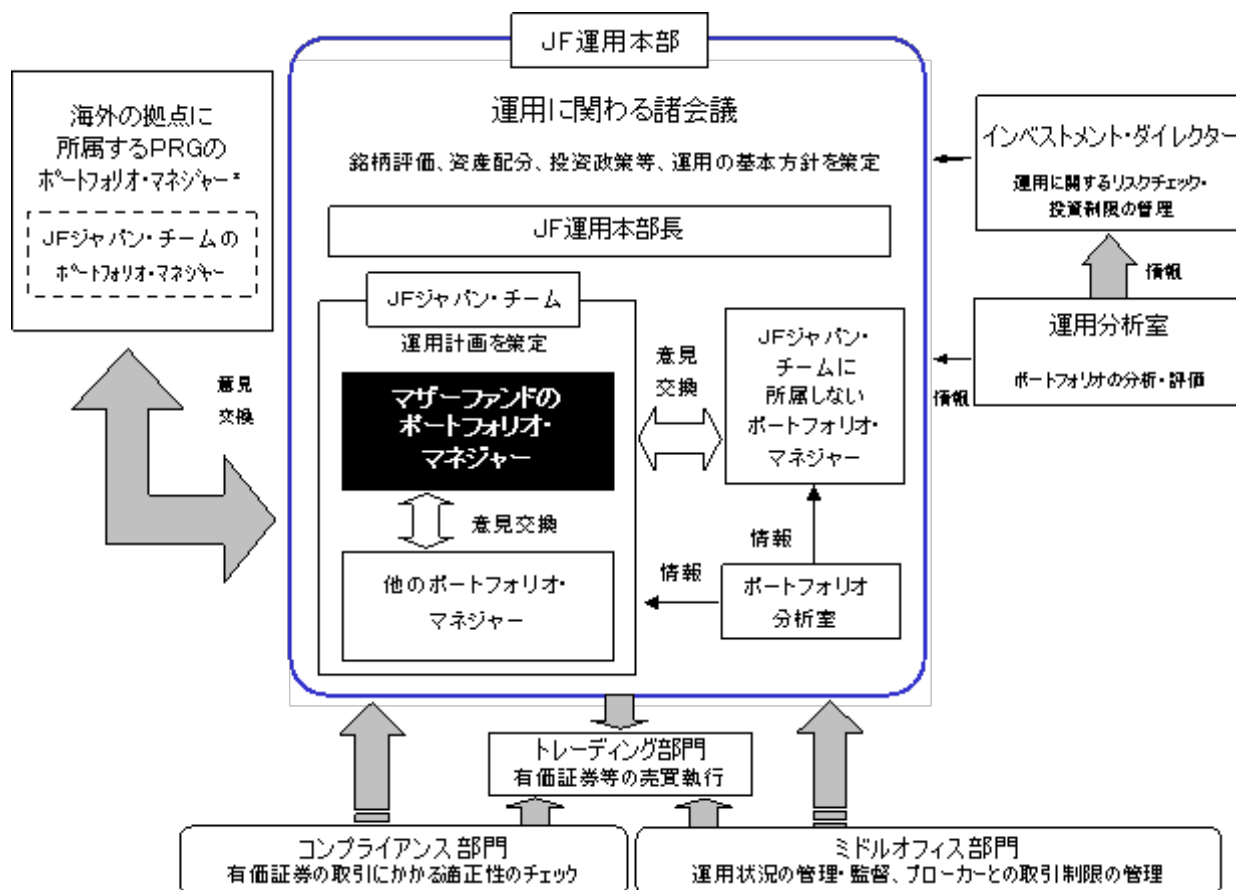 JF運用本部
海外の拠点に
所属するPRGの
ポートフォリオ・マネジャー*
JFジャパン・チームの
ポートフォリオ・マネジャー
意見
交換
運用に関わる諸会議
銘柄評価、資産配分、投資政策等、運用の基本方針を策定
JF運用本部長
JFジャパン・チーム
運用計画を策定
マザーファンドの
ポートフォリオ・
マネジャー
意見交換
他のポートフォリオ・
マネジャー
意見
交換
JFジャパン・
チームに
所属しない
ポートフォリオ・
マネジャー
情報
情報
ポートフォリオ
分析室
インベストメント・ダイレクター
運用に関するリスクチェック・
投資制限の管理
情報
運用分析室
ポートフォリオの分析・評価
情報
トレーディング部門
有価証券等の売買執行
コンプライアンス部門
有価証券の取引にかかる適正性のチェック
ミドルオフィス部門
運用状況の管理・監督、ブローカーとの取引制限の管理